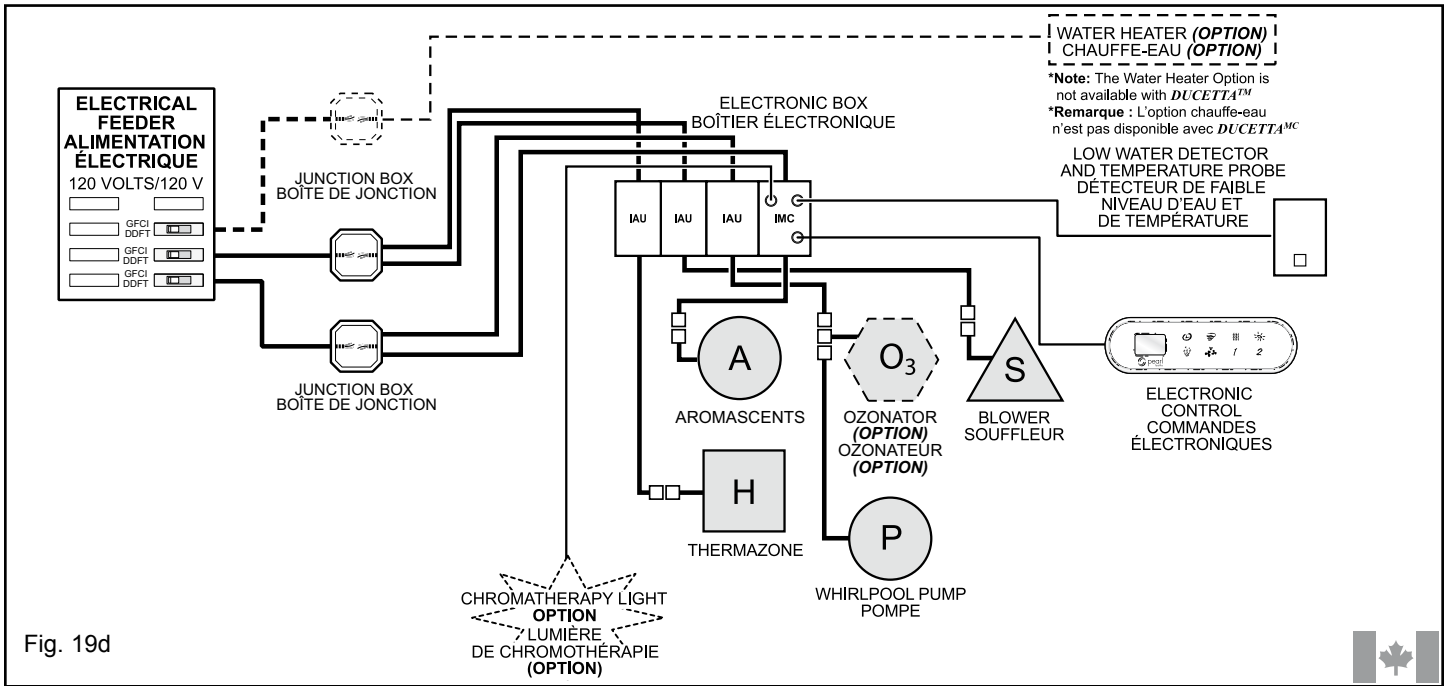 WATER HEATER (OPTION)
CHAUFFE-EAU (OPTION)
*Note: The Water Heater Option is
not available with DUCETTA™
*Remarque : L'option chauffe-eau
n'est pas disponible avec DUCETTAMC
ELECTRICAL
FEEDER
ALIMENTATION
ÉLECTRIQUE
120 VOLTS/120 V
GFCI
DDFT
GFCI
DDFT
GFCI
DDFT
JUNCTION BOX
BOÎTE DE JONCTION
ELECTRONIC BOX
BOÎTIER ÉLECTRONIQUE
LOW WATER DETECTOR
AND TEMPERATURE PROBE
DÉTECTEUR DE FAIBLE
NIVEAU D'EAU ET
DE TEMPÉRATURE
IAU
IAU
IAU
IMC
JUNCTION BOX
BOÎTE DE JONCTION
A
AROMASCENTS
O3
OZONATOR
(OPTION)
OZONATEUR
(OPTION)
S
BLOWER
SOUFFLEUR
pearl
1
2
ELECTRONIC
CONTROL
COMMANDES
ÉLECTRONIQUES
H
THERMAZONE
P
WHIRLPOOL PUMP
POMPE
CHROMATHERAPY LIGHT
OPTION
LUMIÈRE
DE CHROMOTHÉRAPIE
(OPTION)
Fig. 19d